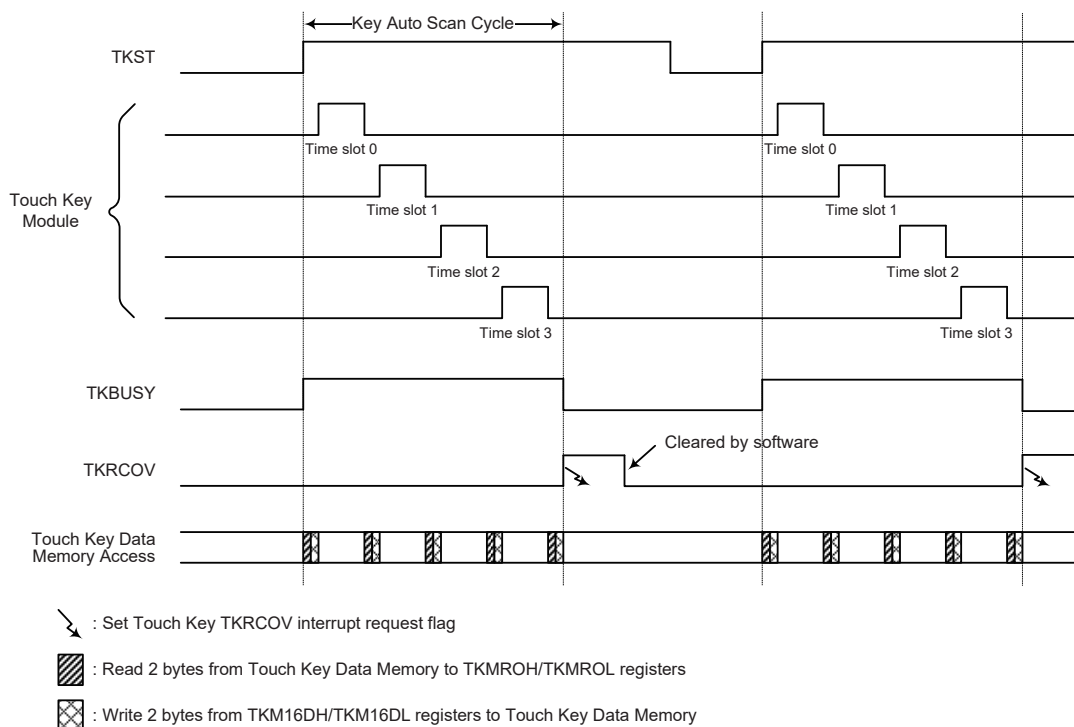 Key Auto Scan Cycle
TKST
Time slot 0
Time slot 0
Touch Key
Module
Time slot 1
Time slot 1
Time slot 2
Time slot 2
Time slot 3
Time slot 3
TKBUSY
Cleared by software
TKRCOV
Touch Key Data
Memory Access
: Set Touch Key TKRCOV interrupt request flag
: Read 2 bytes from Touch Key Data Memory to TKMROH/TKMROL registers
: Write 2 bytes from TKM16DH/TKM16DL registers to Touch Key Data Memory